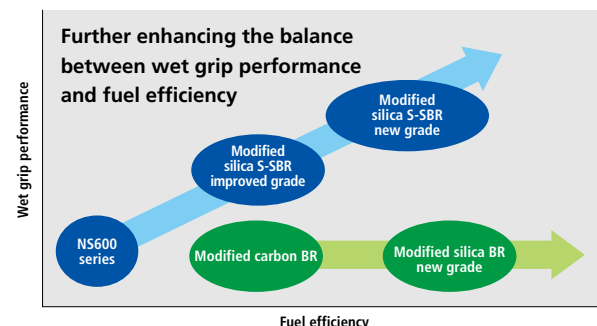 Further enhancing the balance
between wet grip performance
and fuel efficiency
Wet grip performance
Modified
silica S-SBR
new grade
Modified
silica S-SBR
improved grade
NS600
series
Modified carbon BR
Modified silica BR
new grade
Fuel efficiency